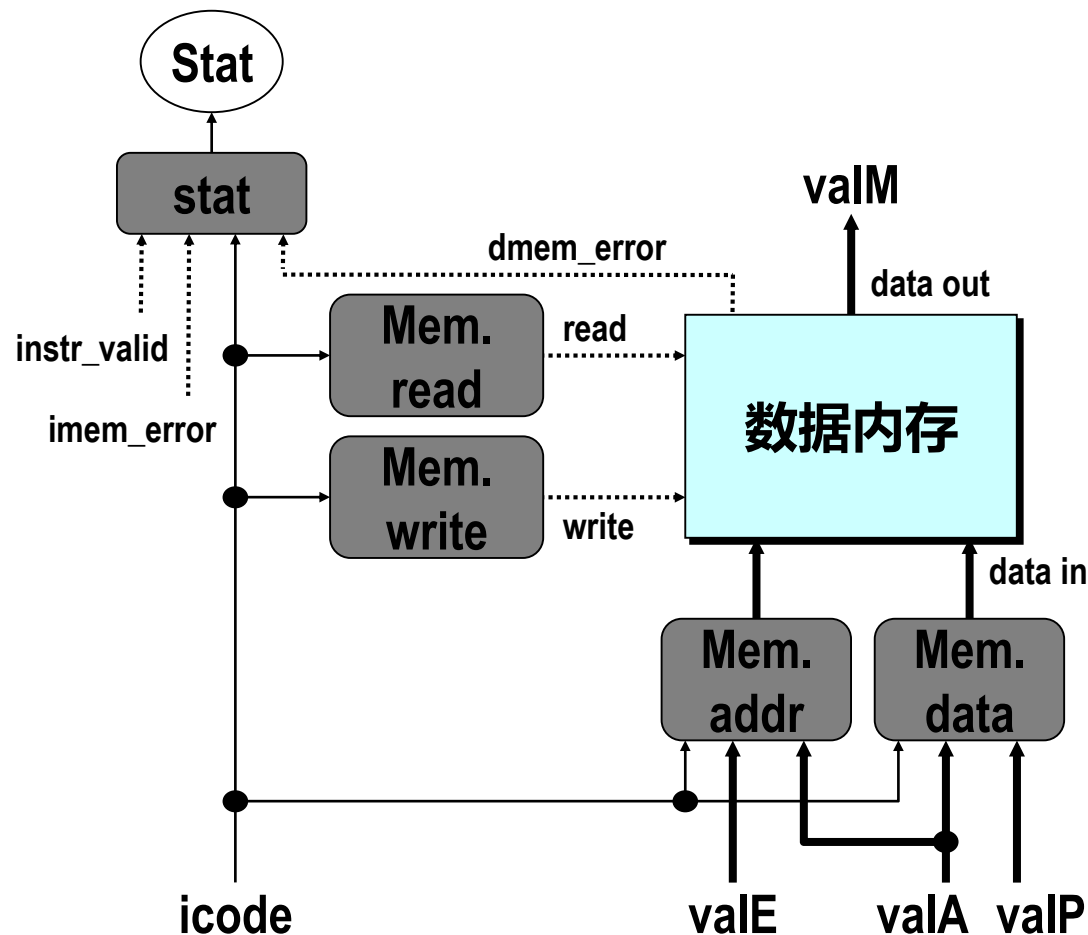 Stat
stat
valM
dmem_error
data out
instr_valid
imem_error
Mem.
read
read
数据内存
Mem.
write
write
data in
Mem.
addr
Mem.
data
icode
valE
valA
valP